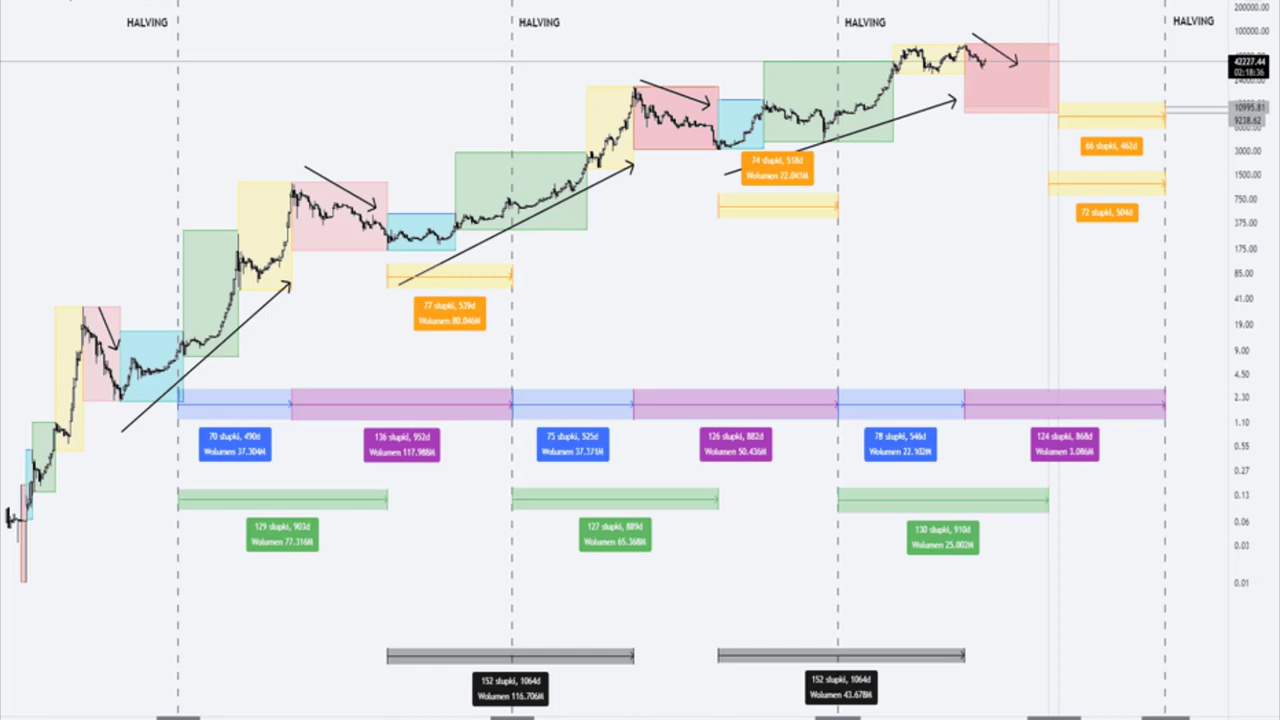 HALVING
HALVING
HALVING
HALVING
200000.00
100000.00
42227.44
02:18:36
24000.00
10995.81
9238.62
3000.00
1500.00
750.00
375.00
175.00
85.00
41.00
19.00
9.00
4.50
2.30
1.10
0.55
0.27
0.13
0.06
0.03
0.01
66 słupki, 462d
72 słupki, 504d
74 słupki, 518d
Wolumen 22.041M
77 słupki, 539d
Wolumen 80.046M
70 słupki, 490d
Wolumen 37.304M
136 słupki, 952d
Wolumen 117.988M
75 słupki, 525d
Wolumen 37.371M
126 słupki, 882d
Wolumen 50.436M
78 słupki, 546d
Wolumen 22.102M
124 słupki, 868d
Wolumen 3.086M
129 słupki, 903d
Wolumen 77.316M
127 słupki, 889d
Wolumen 65.368M
130 słupki, 910d
Wolumen 25.002M
152 słupki, 1064d
Wolumen 116.706M
152 słupki, 1064d
Wolumen 43.678M